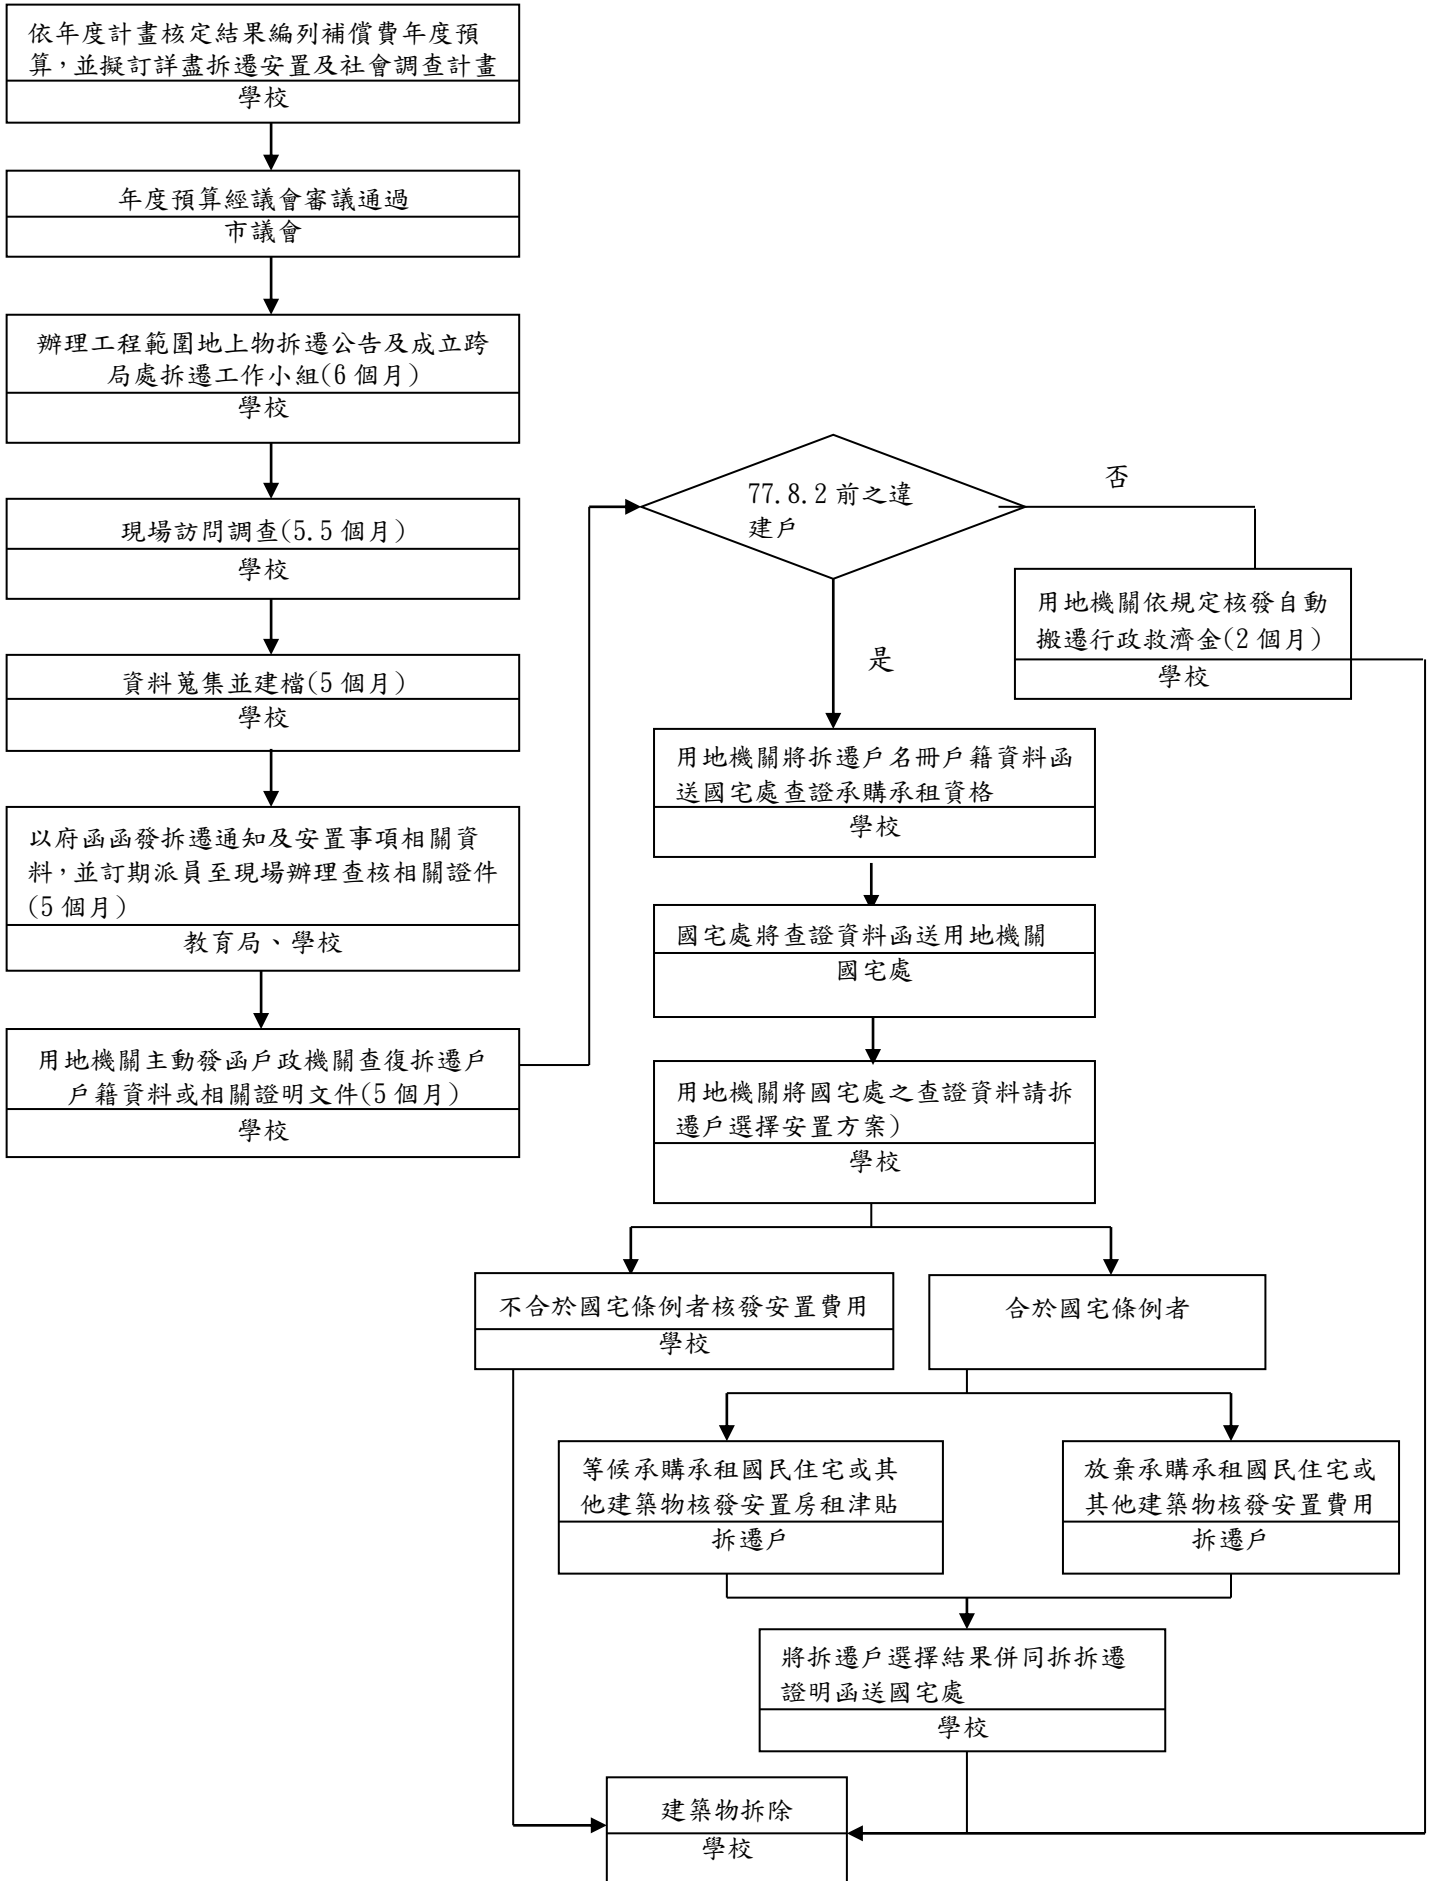 依年度計畫核定結果編列補償費年度預
算，並擬訂詳盡拆遷安置及社會調查計畫
學校
年度預算經議會審議通過
市議會
辦理工程範圍地上物拆遷公告及成立跨
局處拆遷工作小組(6個月)
學校
現場訪問調查(5.5個月)
學校
資料蒐集並建檔(5個月)
學校
以府函函發拆遷通知及安置事項相關資
料，並訂期派員至現場辦理查核相關證件
(5個月)
教育局、學校
用地機關主動發函戶政機關查復拆遷戶
戶籍資料或相關證明文件(5個月)
學校
77.8.2前之違
建戶
否
是
用地機關依規定核發自動
搬遷行政救濟金(2個月)
學校
用地機關將拆遷戶名冊戶籍資料函
送國宅處查證承購承租資格
學校
國宅處將查證資料函送用地機關
國宅處
用地機關將國宅處之查證資料請拆
遷戶選擇安置方案)
學校
不合於國宅條例者核發安置費用
學校
合於國宅條例者
等候承購承租國民住宅或其
他建築物核發安置房租津貼
拆遷戶
放棄承購承租國民住宅或
其他建築物核發安置費用
拆遷戶
將拆遷戶選擇結果併同拆拆遷
證明函送國宅處
學校
建築物拆除
學校